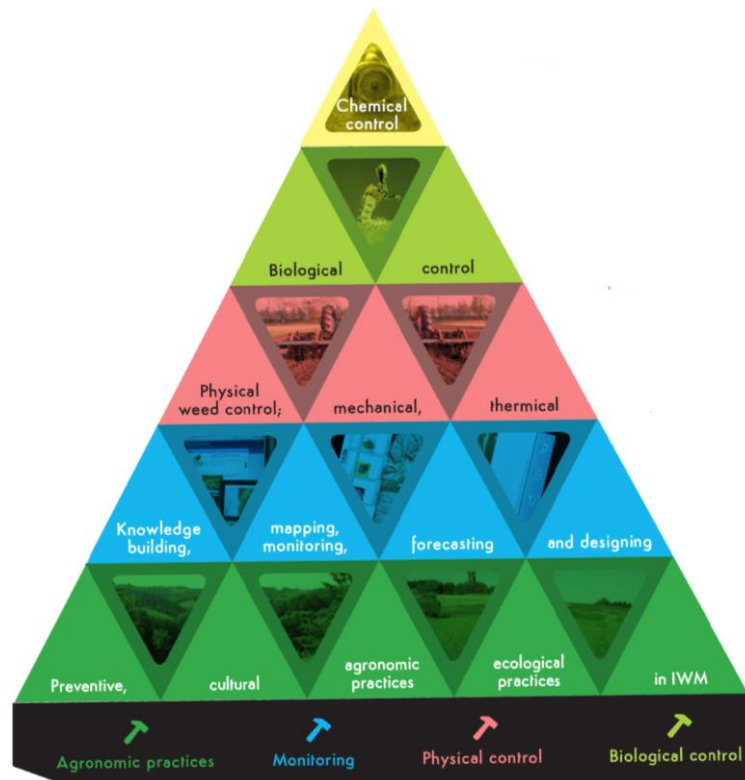 Chemical
control
Biological control
Physical
weed control; mechanical, thermical
Knowledge
building,
mapping,
monitoring,
forecasting and designing
Preventive, cultural
agronomic
practices
ecological
practices
in IWM
Agronomic practices Monitoring Physical control Biological control